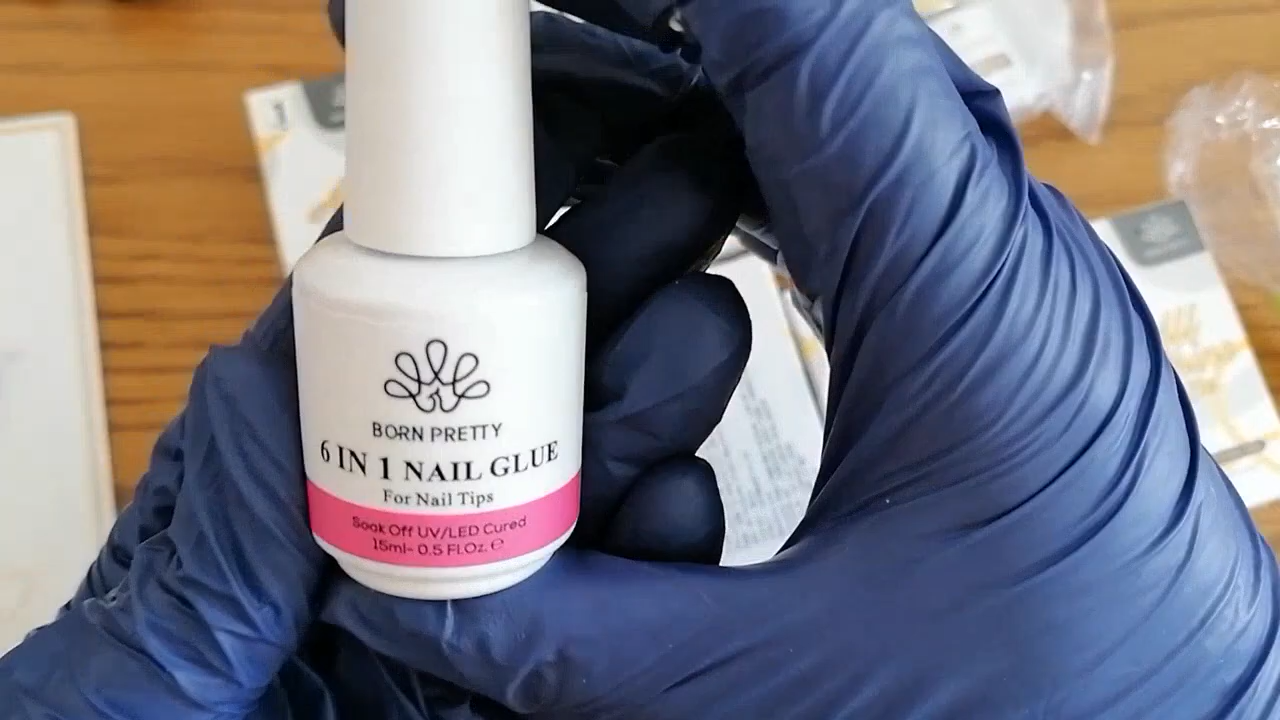 BORN PRETTY
6 IN 1 NAIL GLUE
For Nail Tips
Soak Off UV/LED Cured
15ml- 0.5 Fl.Oz. ℮
1